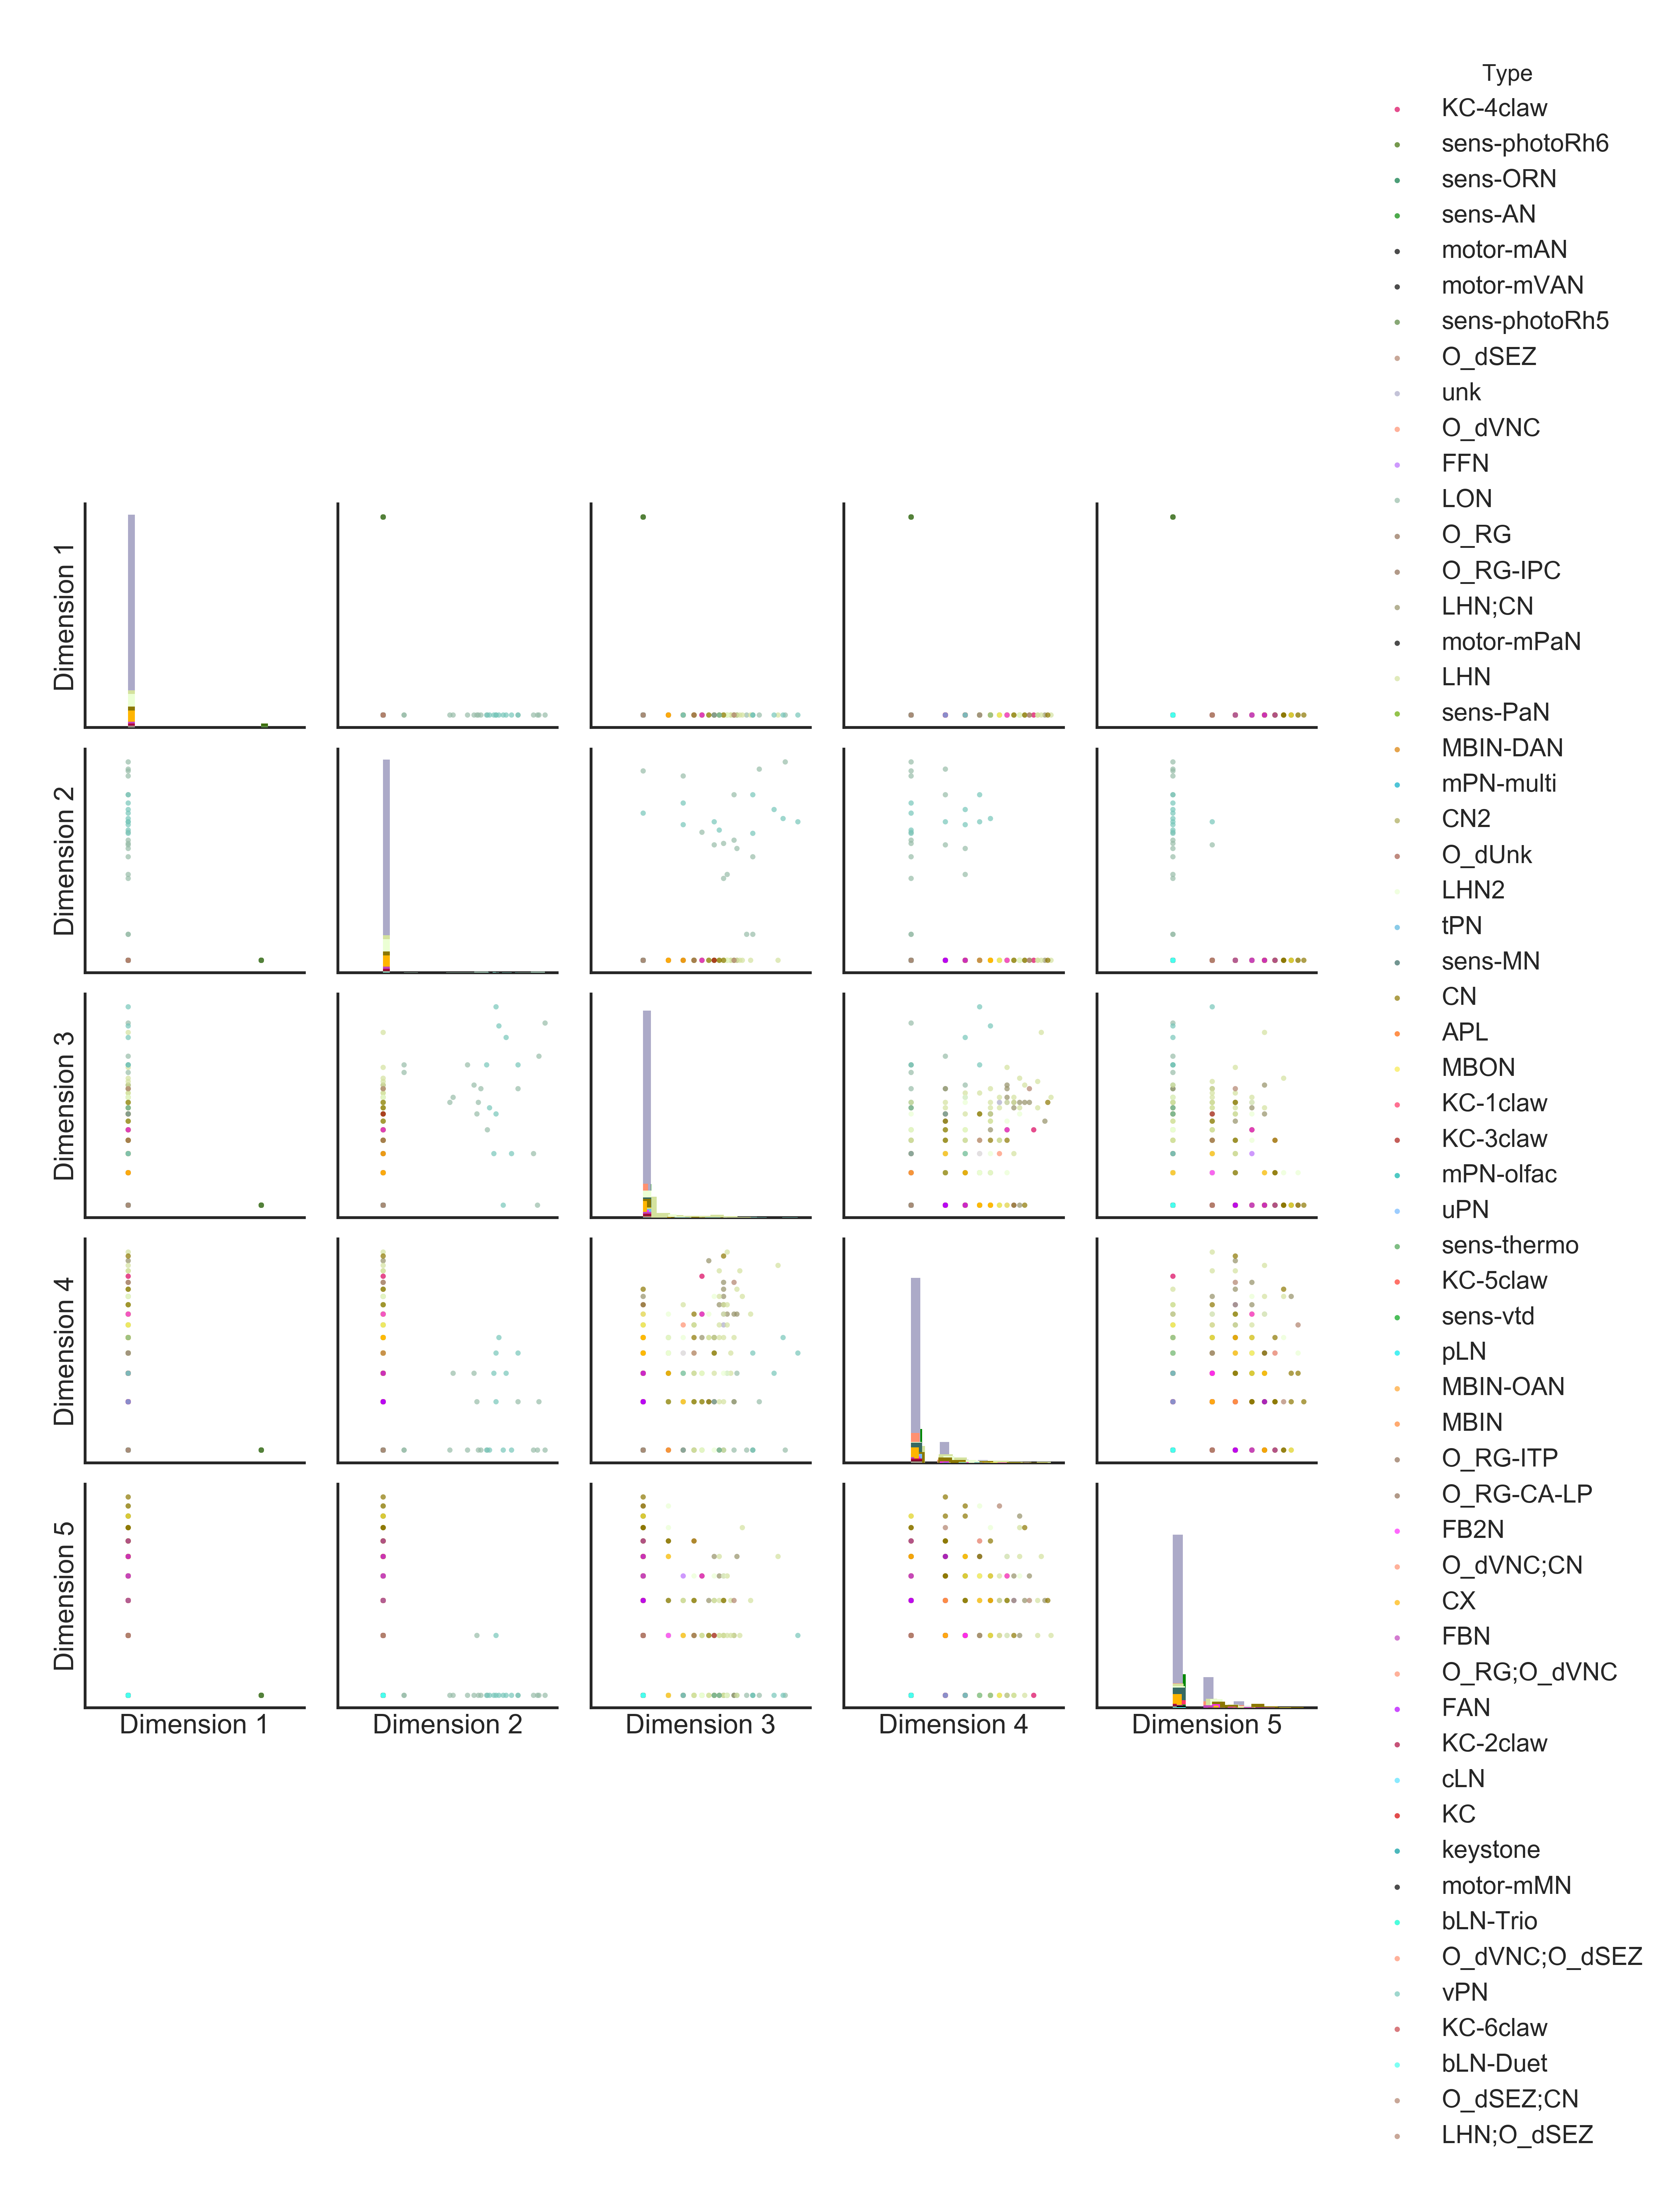 Type
KC-4claw
sens-photoRh6
sens-ORN
sens-AN
motor-mAN
motor-mVAN
sens-photoRh5
O_dSEZ
unk
O_dVNC
FFN
LON
O_RG
O_RG-IPC
LHN;CN
motor-mPaN
LHN
sens-PaN
MBIN-DAN
mPN-multi
CN2
O_dUnk
LHN2
tPN
sens-MN
CN
APL
MBON
KC-1claw
KC-3claw
mPN-olfac
uPN
sens-thermo
KC-5claw
sens-vtd
pLN
MBIN-OAN
MBIN
O_RG-ITP
O_RG-CA-LP
FB2N
O_dVNC;CN
CX
FBN
O_RG;O_dVNC
FAN
KC-2claw
cLN
KC
keystone
motor-mMN
bLN-Trio
O_dVNC;O_dSEZ
vPN
KC-6claw
bLN-Duet
O_dSEZ;CN
LHN;O_dSEZ
Dimension 1
Dimension 2
Dimension 3
Dimension 4
Dimension 5
Dimension 1
Dimension 2
Dimension 3
Dimension 4
Dimension 5